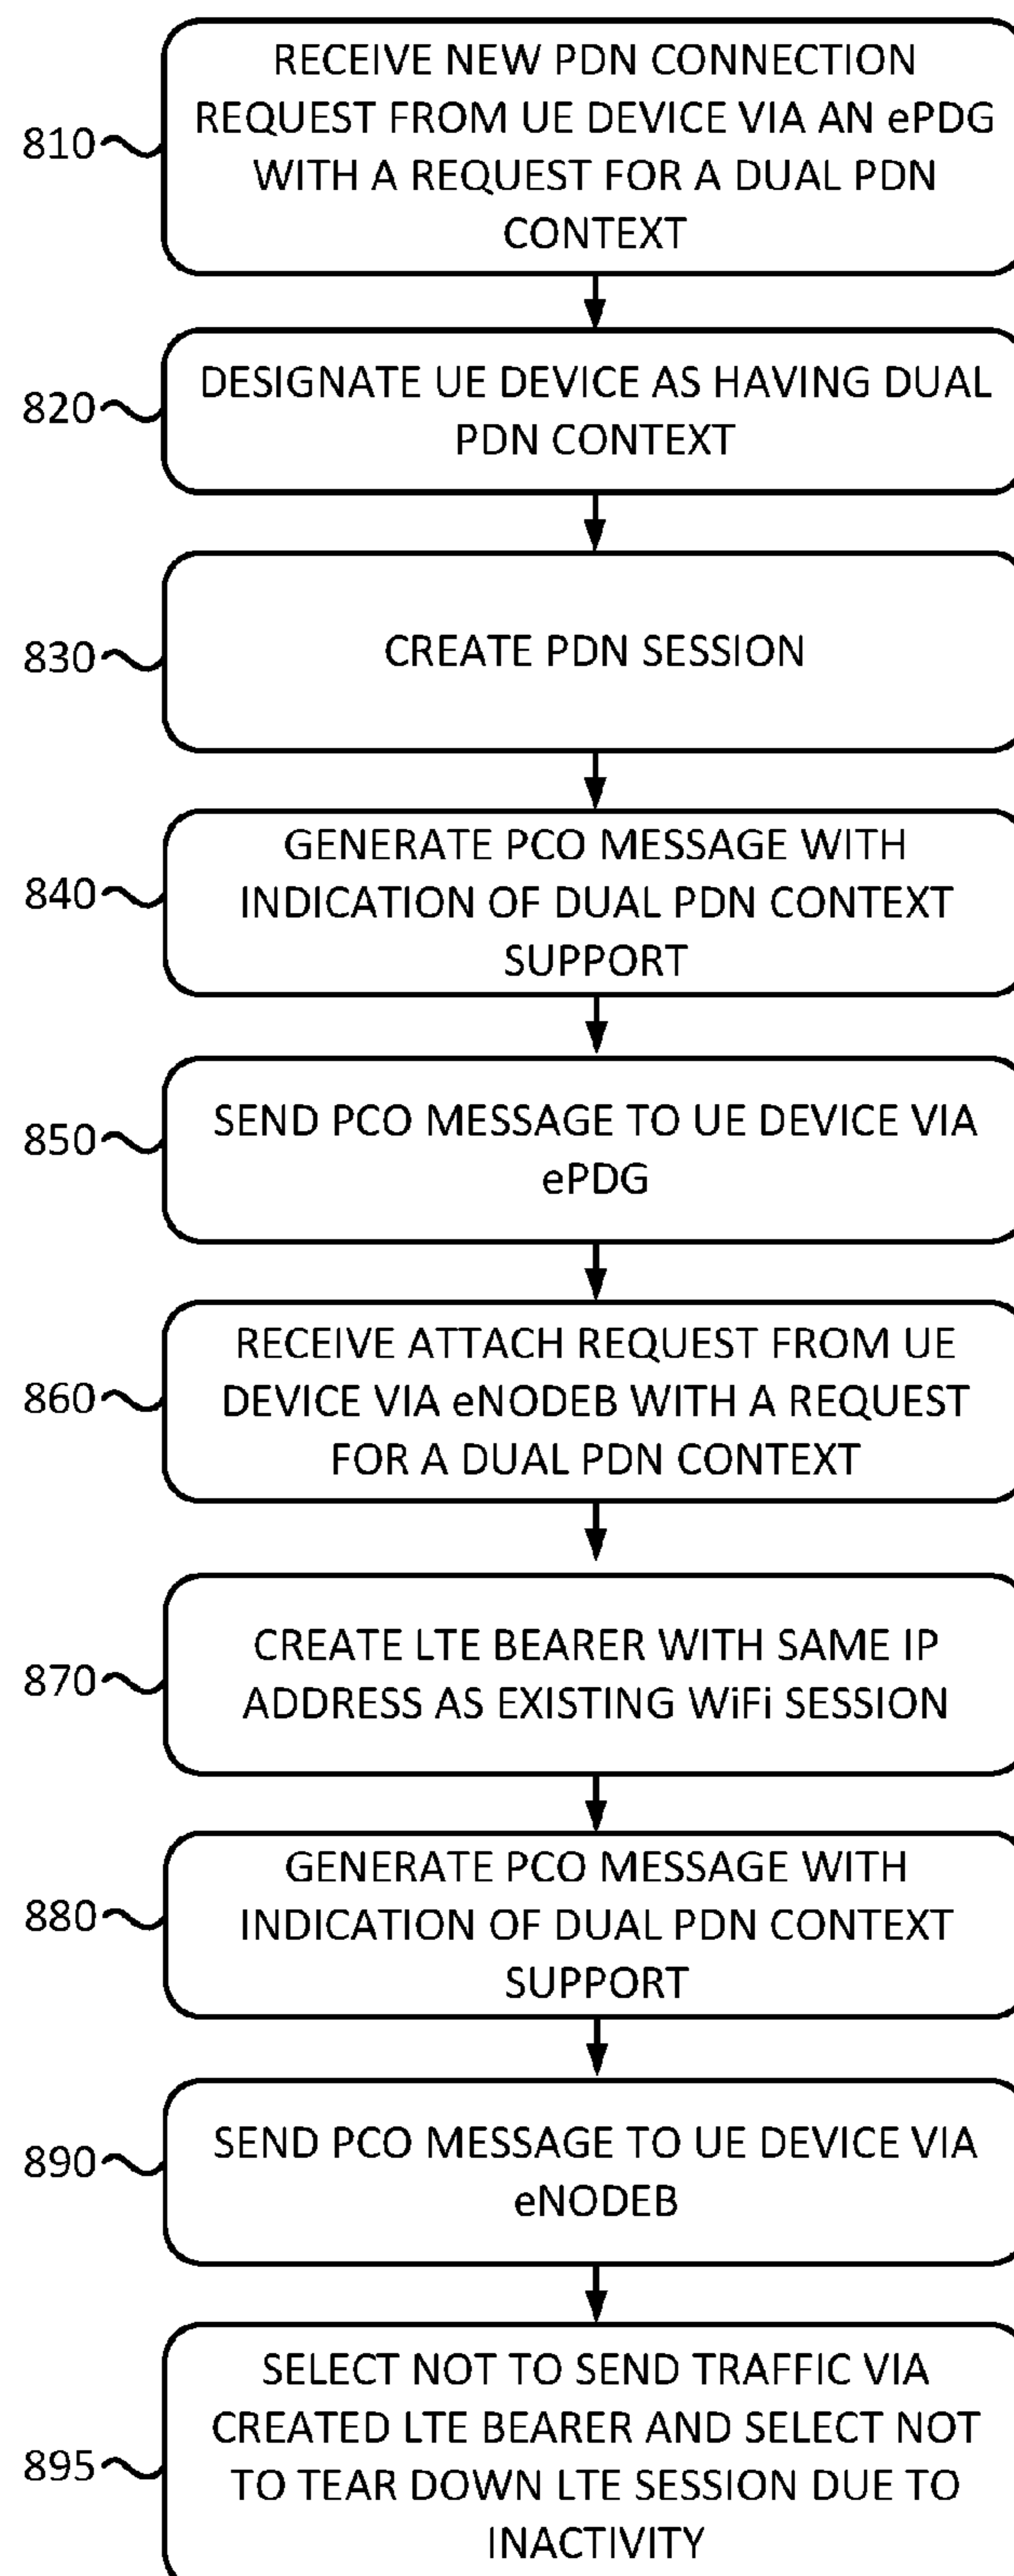 RECEIVE NEW PDN CONNECTION
REQUEST FROM UE DEVICE VIA AN ePDG
WITH A REQUEST FOR A DUAL PDN
CONTEXT
810
DESIGNATE UE DEVICE AS HAVING DUAL
PDN CONTEXT
820
CREATE PDN SESSION
830
GENERATE PCO MESSAGE WITH
INDICATION OF DUAL PDN CONTEXT
SUPPORT
840
SEND PCO MESSAGE TO UE DEVICE VIA
ePDG
850
RECEIVE ATTACH REQUEST FROM UE
DEVICE VIA eNODEB WITH A REQUEST
FOR A DUAL PDN CONTEXT
860
CREATE LTE BEARER WITH SAME IP
ADDRESS AS EXISTING WiFi SESSION
870
GENERATE PCO MESSAGE WITH
INDICATION OF DUAL PDN CONTEXT
SUPPORT
880
SEND PCO MESSAGE TO UE DEVICE VIA
eNODEB
890
SELECT NOT TO SEND TRAFFIC VIA
CREATED LTE BEARER AND SELECT NOT
TO TEAR DOWN LTE SESSION DUE TO
INACTIVITY
895